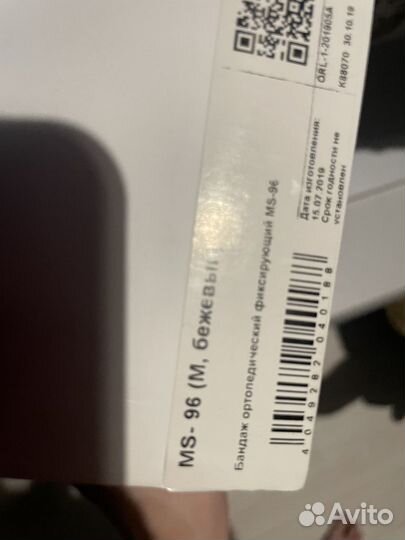 MS- 96 (M, бежевый
Бандаж ортопедический фиксирующий MS-96
4 049282 040188
Дата изготовления:
15.07.2019
Срок годности не
установлен
ORL-1-201905A
K88070 30.10.19
Avito